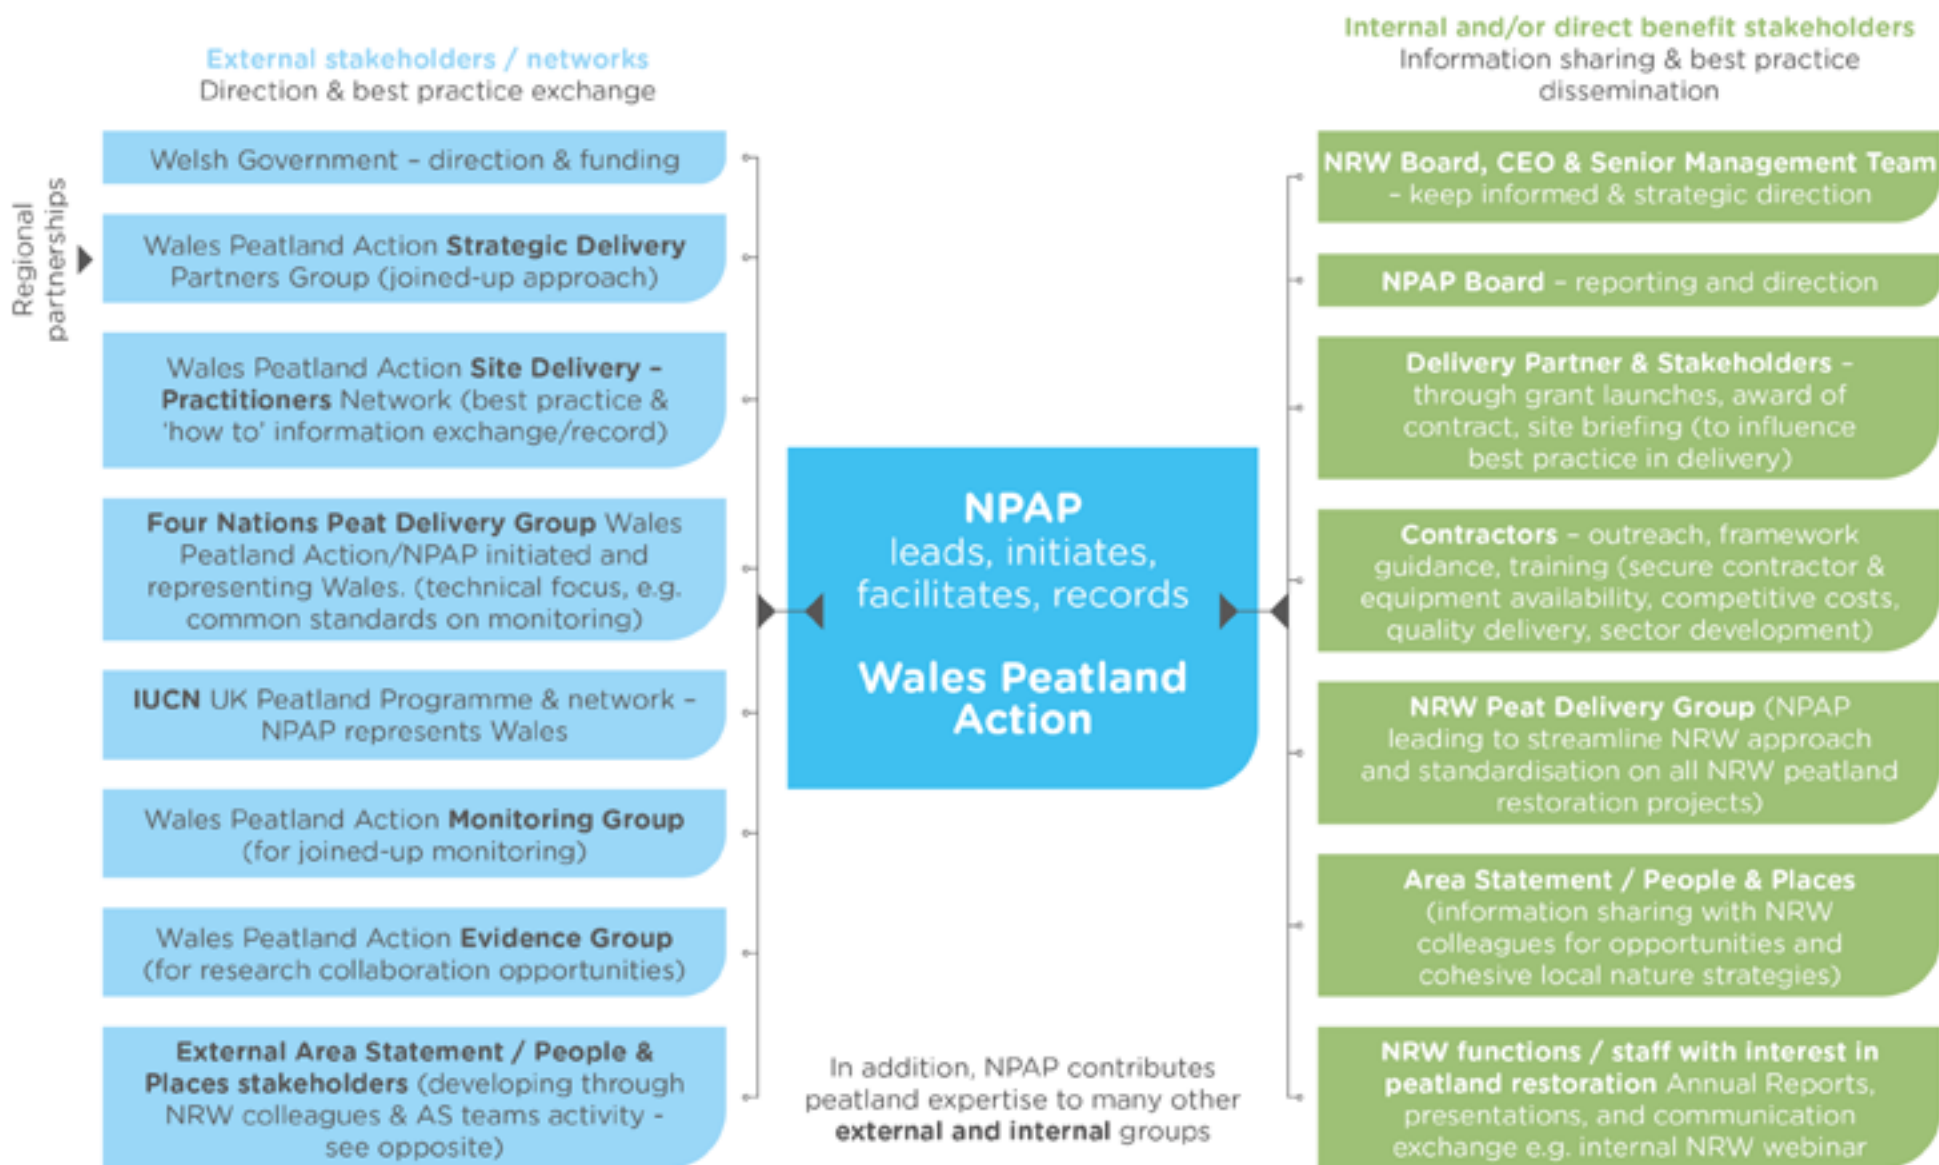 External stakeholders / networks
Direction & best practice exchange
Regional
partnerships
Welsh Government – direction & funding
Wales Peatland Action Strategic Delivery
Partners Group (joined-up approach)
Wales Peatland Action Site Delivery –
Practitioners Network (best practice &
‘how to’ information exchange/record)
Four Nations Peat Delivery Group Wales
Peatland Action/NPAP initiated and
representing Wales. (technical focus, e.g.
common standards on monitoring)
IUCN UK Peatland Programme & network –
NPAP represents Wales
Wales Peatland Action Monitoring Group
(for joined-up monitoring)
Wales Peatland Action Evidence Group
(for research collaboration opportunities)
External Area Statement / People &
Places stakeholders (developing through
NRW colleagues & AS teams activity -
see opposite)
NPAP
leads, initiates,
facilitates, records
Wales Peatland
Action
In addition, NPAP contributes
peatland expertise to many other
external and internal groups
Internal and/or direct benefit stakeholders
Information sharing & best practice
dissemination
NRW Board, CEO & Senior Management Team
– keep informed & strategic direction
NPAP Board – reporting and direction
Delivery Partner & Stakeholders –
through grant launches, award of
contract, site briefing (to influence
best practice in delivery)
Contractors – outreach, framework
guidance, training (secure contractor &
equipment availability, competitive costs,
quality delivery, sector development)
NRW Peat Delivery Group (NPAP
leading to streamline NRW approach
and standardisation on all NRW peatland
restoration projects)
Area Statement / People & Places
(information sharing with NRW
colleagues for opportunities and
cohesive local nature strategies)
NRW functions / staff with interest in
peatland restoration Annual Reports,
presentations, and communication
exchange e.g. internal NRW webinar